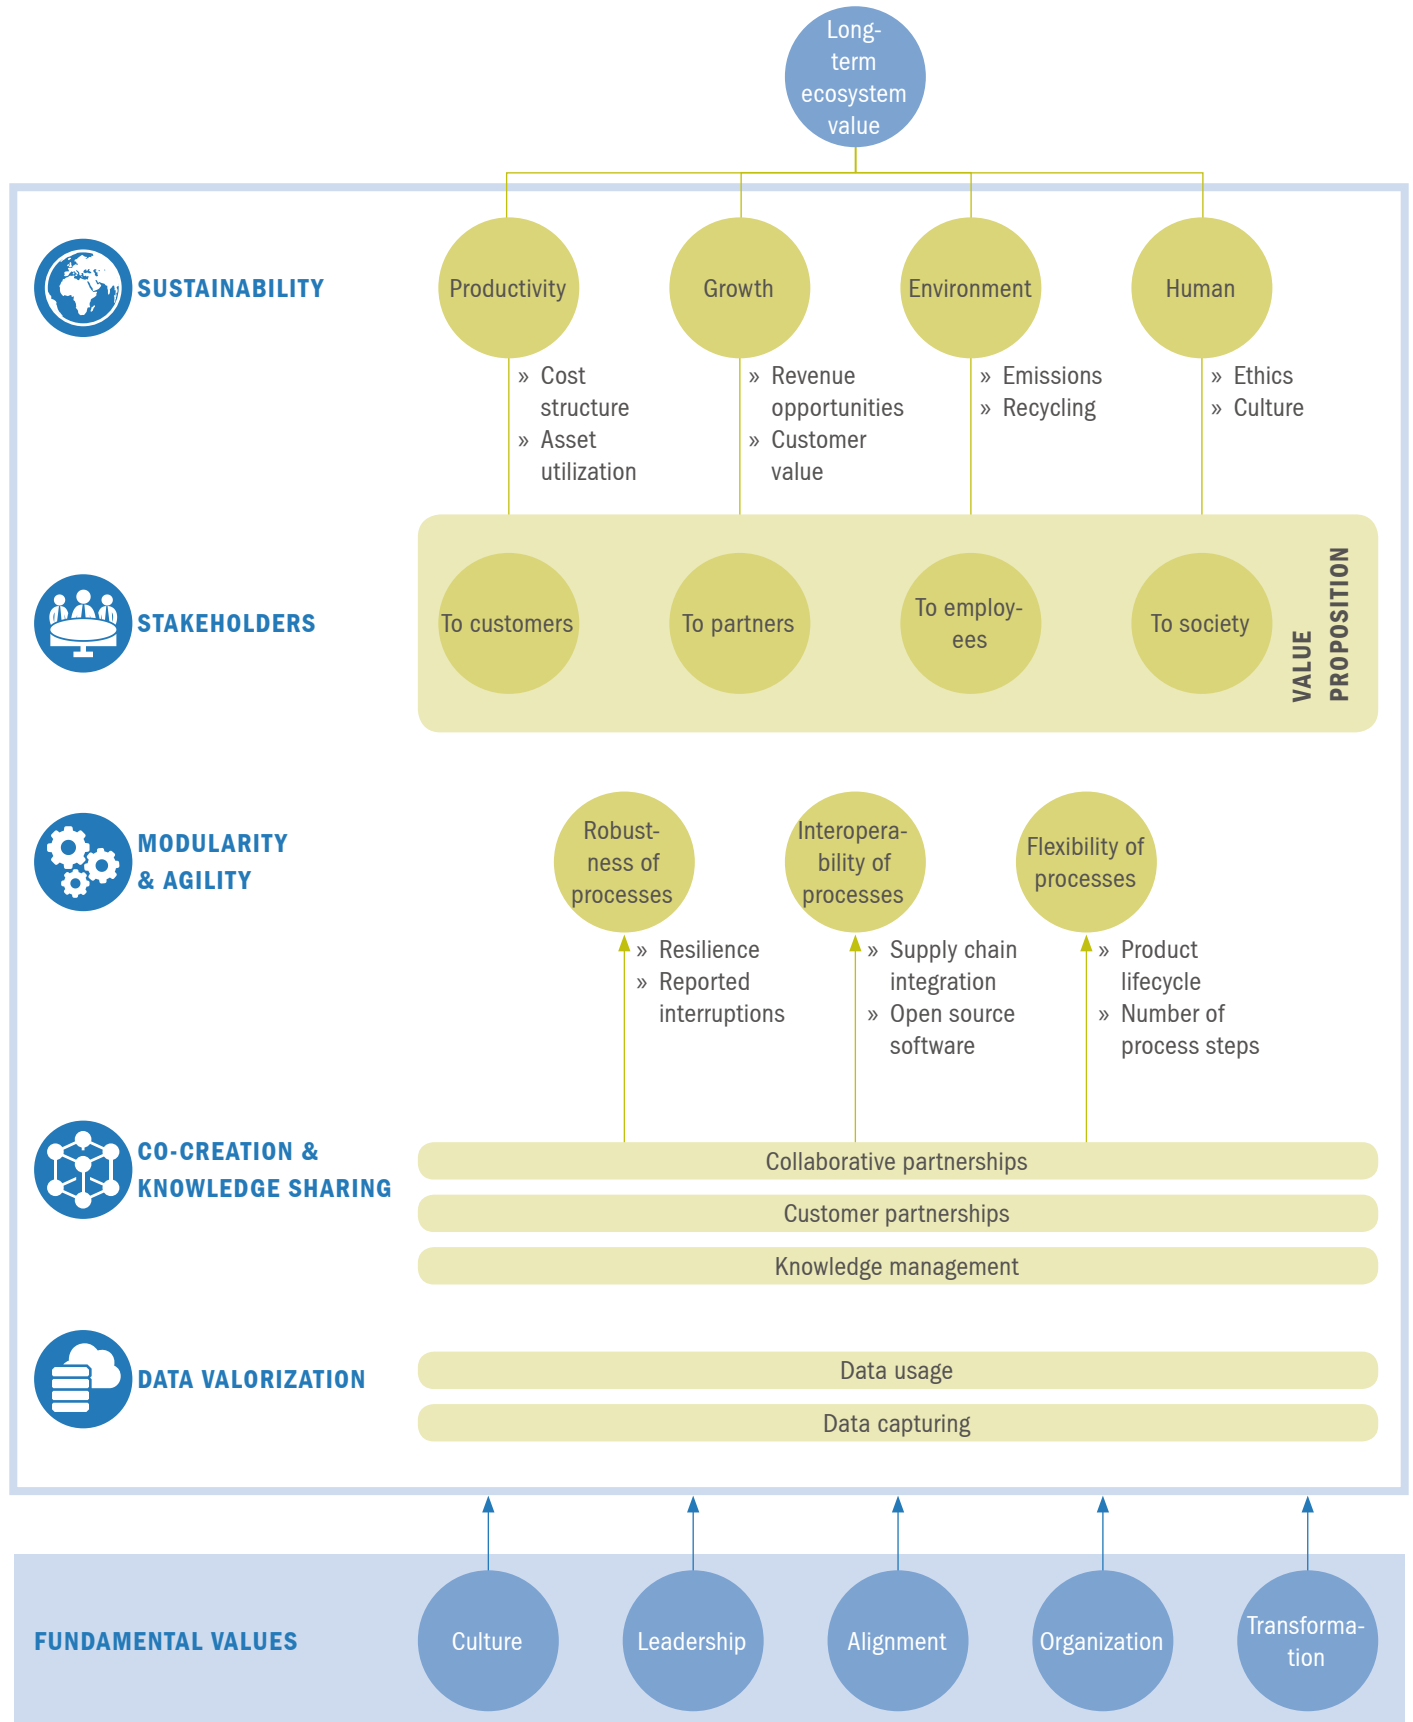 Long-
term
ecosystem
value
SUSTAINABILITY
Productivity
Growth
Environment
Human
» Cost
structure
» Asset
utilization
» Revenue
opportunities
» Customer
value
» Emissions
» Recycling
» Ethics
» Culture
STAKEHOLDERS
To customers
To partners
To employ-
ees
To society
VALUE
PROPOSITION
MODULARITY
& AGILITY
Robust-
ness of
processes
Interopera-
bility of
processes
Flexibility of
processes
» Resilience
» Reported
interruptions
» Supply chain
integration
» Open source
software
» Product
lifecycle
» Number of
process steps
CO-CREATION &
KNOWLEDGE SHARING
Collaborative partnerships
Customer partnerships
Knowledge management
DATA VALORIZATION
Data usage
Data capturing
FUNDAMENTAL VALUES
Culture
Leadership
Alignment
Organization
Transforma-
tion